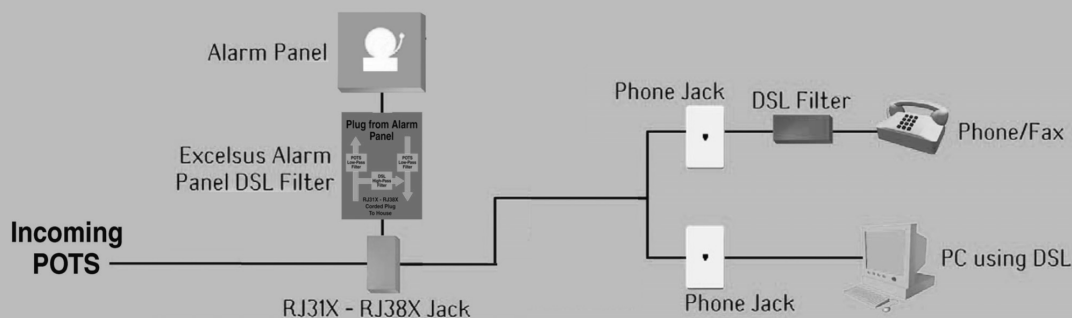 Alarm Panel
Plug from Alarm
Panel
POTS
Low-Pass
Filter
POTS
Low-Pass
Filter
DSL
High-Pass
Filter
RJ31X - RJ38X
Corded Plug
To House
Excelsus Alarm
Panel DSL Filter
Incoming
POTS
RJ31X - RJ38X Jack
Phone Jack
DSL Filter
Phone/Fax
Phone Jack
PC using DSL